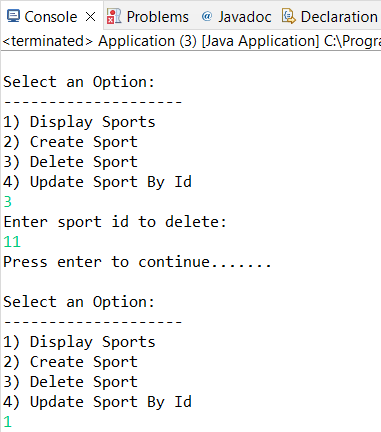 Console Problems Javadoc Declaration
<terminated> Application (3) [Java Application] C:\Progra
Select an Option:
--------------------
1) Display Sports
2) Create Sport
3) Delete Sport
4) Update Sport By Id
3
Enter sport id to delete:
11
Press enter to continue.......
Select an Option:
--------------------
1) Display Sports
2) Create Sport
3) Delete Sport
4) Update Sport By Id
1